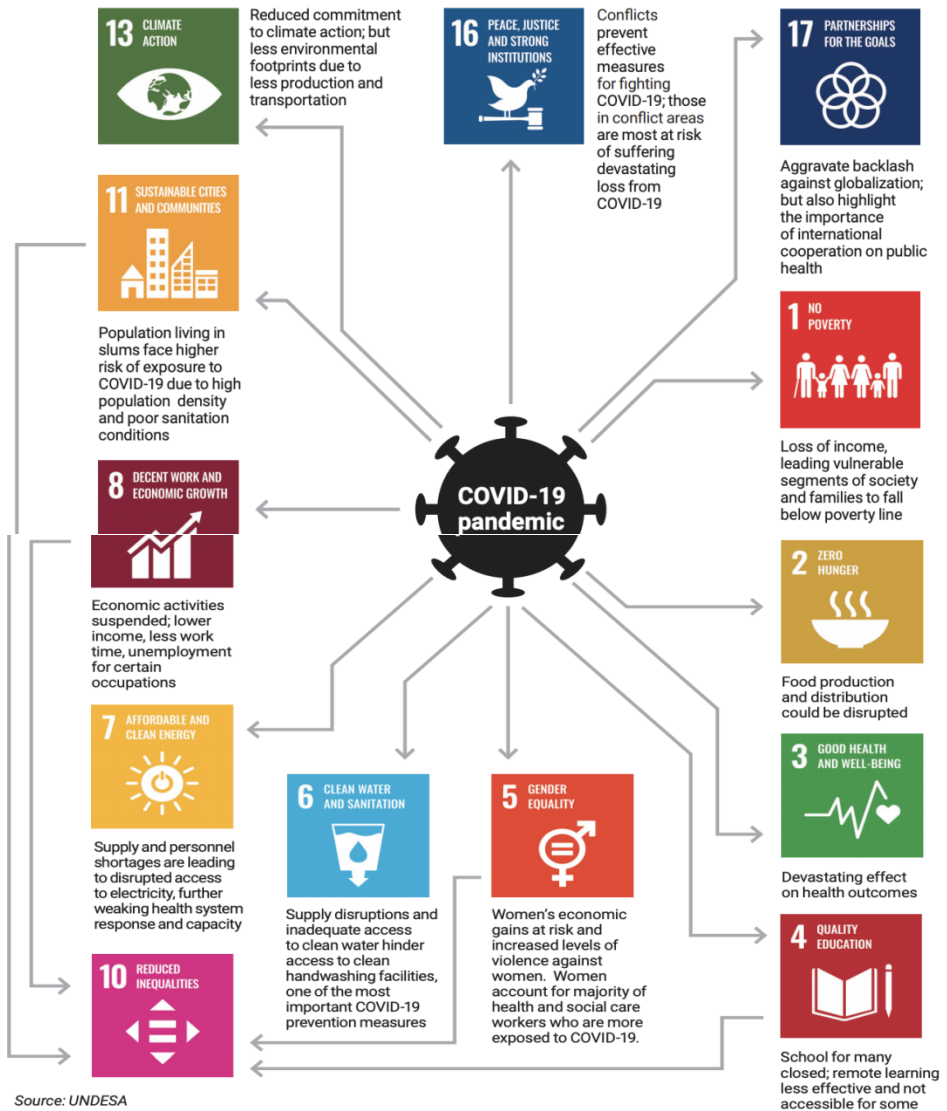 13 CLIMATE
ACTION
Reduced commitment
to climate action; but
less environmental
footprints due to
less production and
transportation
16 PEACE, JUSTICE
AND STRONG
INSTITUTIONS
Conflicts
prevent
effective
measures
for fighting
COVID-19; those
in conflict areas
are most at risk
of suffering
devastating
loss from
COVID-19
17 PARTNERSHIPS
FOR THE GOALS
Aggravate backlash
against globalization;
but also highlight
the importance
of international
cooperation on public
health
11 SUSTAINABLE CITIES
AND COMMUNITIES
Population living in
slums face higher
risk of exposure to
COVID-19 due to high
population density
and poor sanitation
conditions
1 NO
POVERTY
Loss of income,
leading vulnerable
segments of society
and families to fall
below poverty line
8 DECENT WORK AND
ECONOMIC GROWTH
Economic activities
suspended; lower
income, less work
time, unemployment
for certain
occupations
COVID-19
pandemic
2 ZERO
HUNGER
Food production
and distribution
could be disrupted
7 AFFORDABLE AND
CLEAN ENERGY
Supply and personnel
shortages are leading
to disrupted access
to electricity, further
weaking health system
response and capacity
6 CLEAN WATER
AND SANITATION
Supply disruptions and
inadequate access
to clean water hinder
access to clean
handwashing facilities,
one of the most
important COVID-19
prevention measures
5 GENDER
EQUALITY
Women's economic
gains at risk and
increased levels of
violence against
women. Women
account for majority of
health and social care
workers who are more
exposed to COVID-19.
3 GOOD HEALTH
AND WELL-BEING
Devastating effect
on health outcomes
4 QUALITY
EDUCATION
School for many
closed; remote learning
less effective and not
accessible for some
10 REDUCED
INEQUALITIES
Source: UNDESA